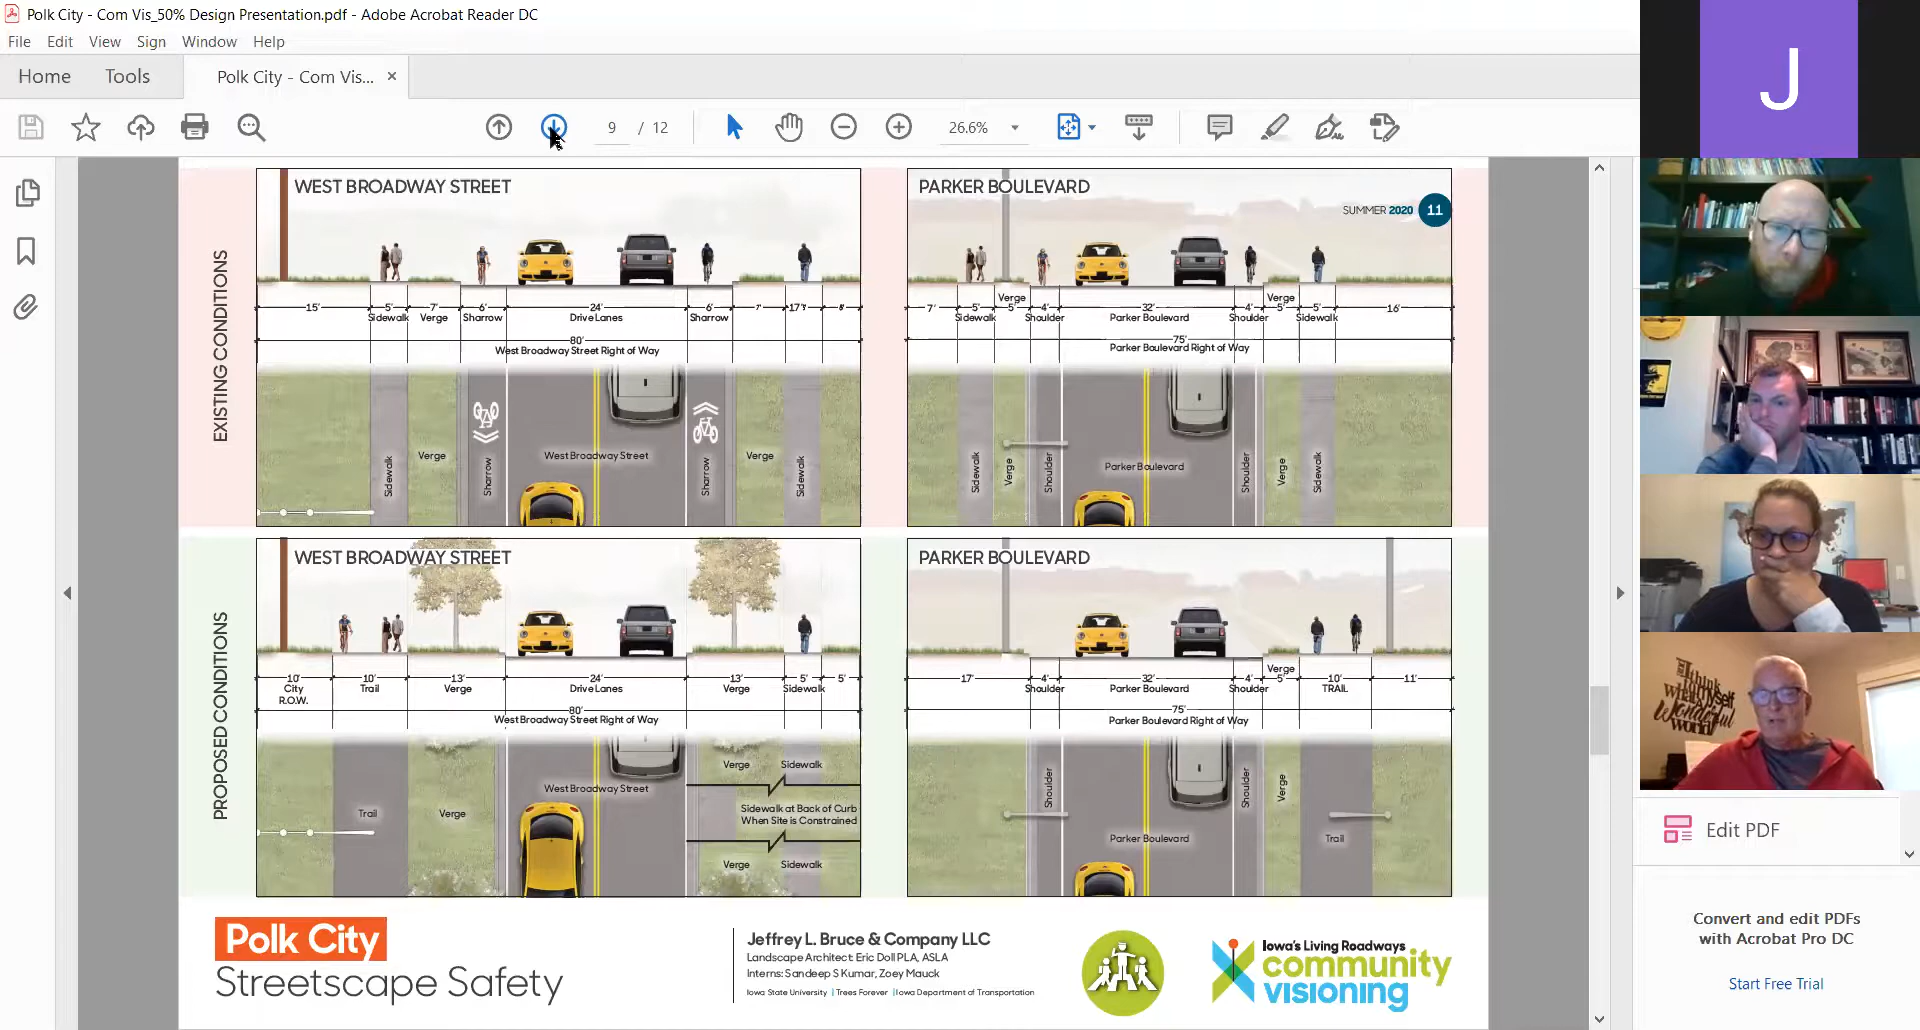 Polk City - Com Vis_50% Design Presentation.pdf - Adobe Acrobat Reader DC
File Edit View Sign Window Help
Home Tools Polk City - Com Vis... ×
9 / 12 26.6%
J
EXISTING CONDITIONS
WEST BROADWAY STREET
15' 5' 7' 6' 24' 6' 7'
Sidewalk Verge Sharrow Drive Lanes Sharrow
80'
West Broadway Street Right of Way
Sidewalk Verge Sharrow West Broadway Street Sharrow Verge Sidewalk
PARKER BOULEVARD
SUMMER 2020 11
Verge Verge
7' 5' 5' 4' 32' 4' 5' 5' 16'
Sidewalk Shoulder Parker Boulevard Shoulder Sidewalk
75'
Parker Boulevard Right of Way
Sidewalk Verge Shoulder Parker Boulevard Shoulder Verge Sidewalk
PROPOSED CONDITIONS
WEST BROADWAY STREET
10' 10' 13' 24' 13' 5' 5'
City Trail Verge Drive Lanes Verge Sidewalk
R.O.W.
80'
West Broadway Street Right of Way
Verge Sidewalk
West Broadway Street
Sidewalk at Back of Curb
When Site is Constrained
Trail Verge
Verge Sidewalk
PARKER BOULEVARD
Verge
17' 4' 32' 4' 5' 10' 11'
Shoulder Parker Boulevard Shoulder TRAIL
75'
Parker Boulevard Right of Way
Shoulder Parker Boulevard Shoulder Verge Trail
Polk City
Streetscape Safety
Jeffrey L. Bruce & Company LLC
Landscape Architect: Eric Doll PLA, ASLA
Interns: Sandeep S Kumar, Zoey Mauck
Iowa State University | Trees Forever | Iowa Department of Transportation
Iowa's Living Roadways
community
visioning
I Think
to Myself
what a
Wonderful
world
Edit PDF
Convert and edit PDFs
with Acrobat Pro DC
Start Free Trial